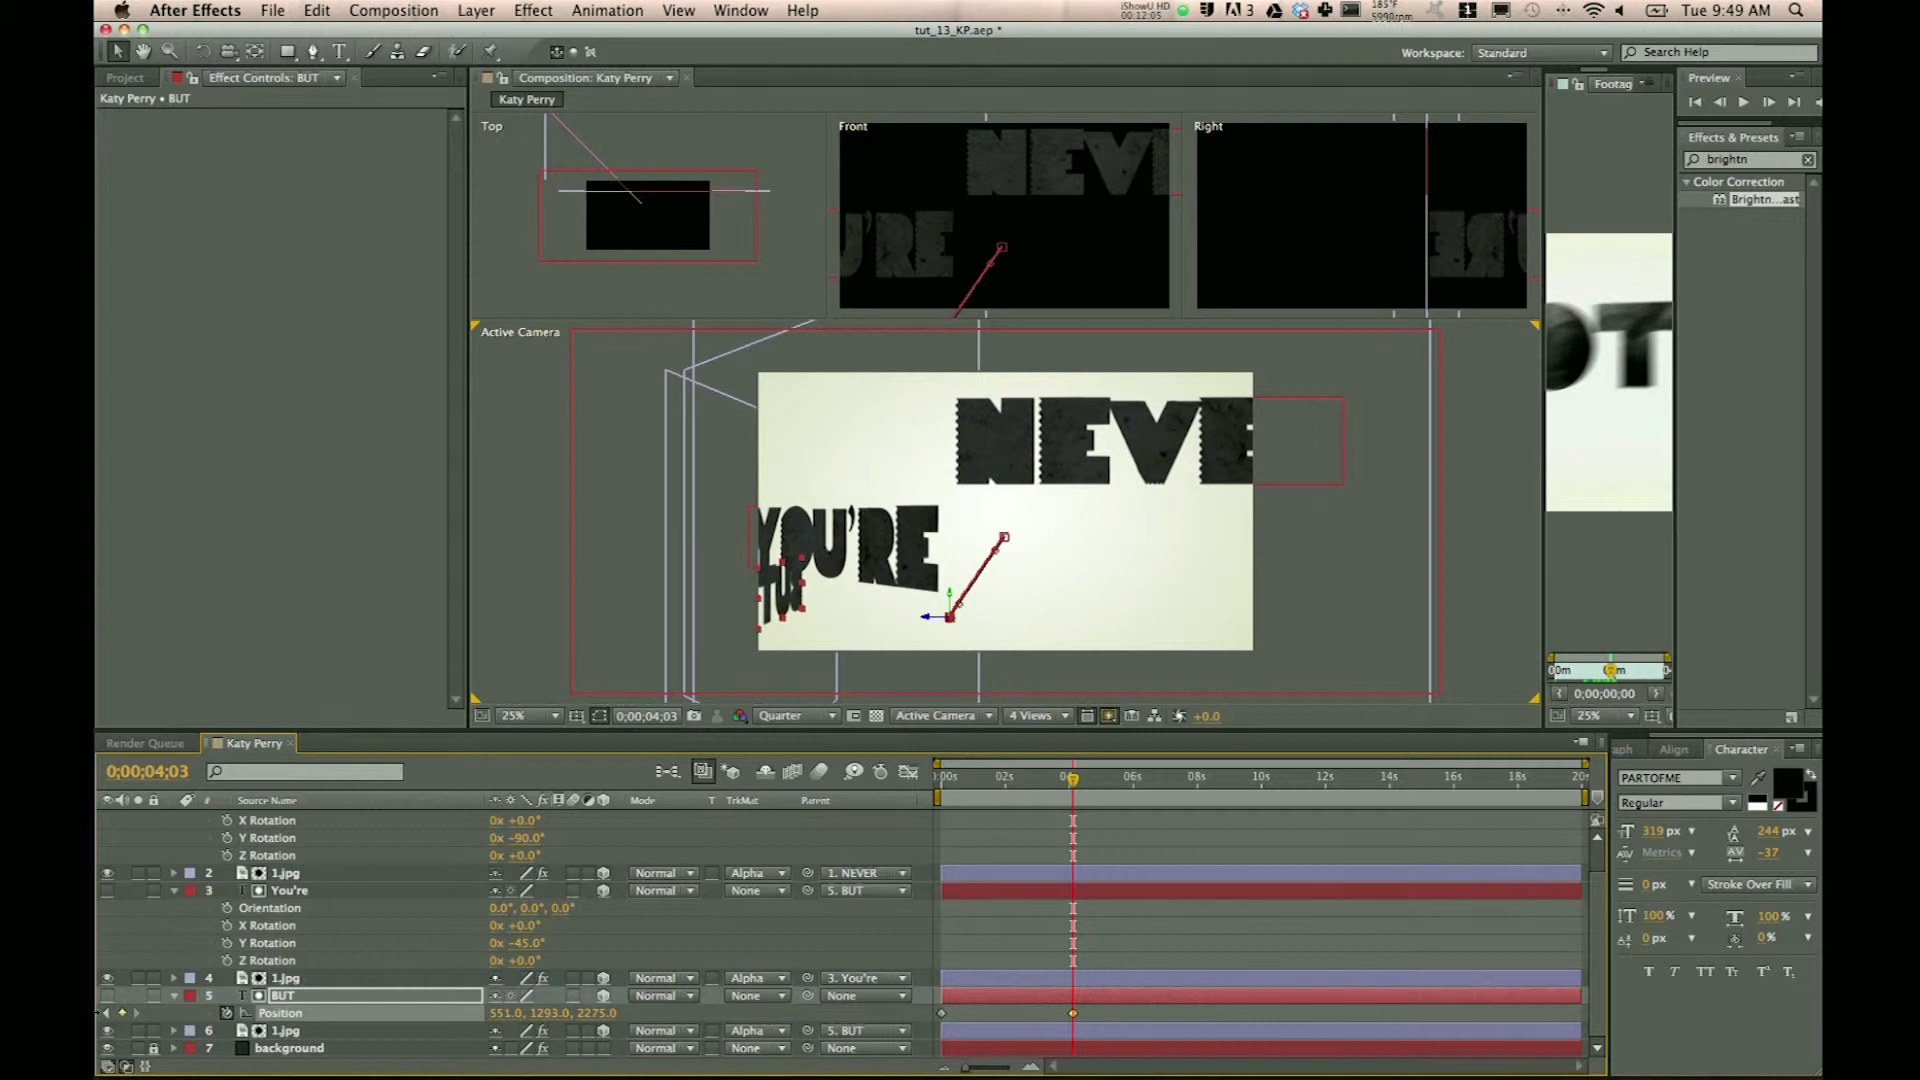 After Effects File Edit Composition Layer Effect Animation View Window Help
iShowU HD
00:12:05
3
185°F
5990rpm
1
Tue 9:49 AM
tut_13_KP.aep *
Workspace: Standard
Search Help
Project Effect Controls: BUT
Composition: Katy Perry
Footag
Preview
Katy Perry • BUT
Katy Perry
Top
Front
Right
NEV
U'RE
Effects & Presets
brightn
Color Correction
Brightn...ast
OT
Active Camera
NEVE
YOU'RE
25%
0;00;04;03
Quarter
Active Camera
4 Views
+0.0
0;00;00;00
25%
Render Queue
Katy Perry
Align
Character
0;00;04;03
:00s 02s 06s 08s 10s 12s 14s 16s 18s 20s
PARTOFME
Regular
# Source Name Mode T TrkMat Parent
X Rotation 0x +0.0°
Y Rotation 0x -90.0°
Z Rotation 0x +0.0°
2 1.jpg Normal Alpha 1. NEVER
3 You're Normal None 5. BUT
Orientation 0.0°, 0.0°, 0.0°
X Rotation 0x +0.0°
Y Rotation 0x -45.0°
Z Rotation 0x +0.0°
4 1.jpg Normal Alpha 3. You're
5 BUT Normal None None
Position 551.0, 1293.0, 2275.0
6 1.jpg Normal Alpha 5. BUT
7 background Normal None None
319 px 244 px
Metrics -37
0 px Stroke Over Fill
100 % 100 %
0 px 0 %
T T TT Tr T¹ T₁